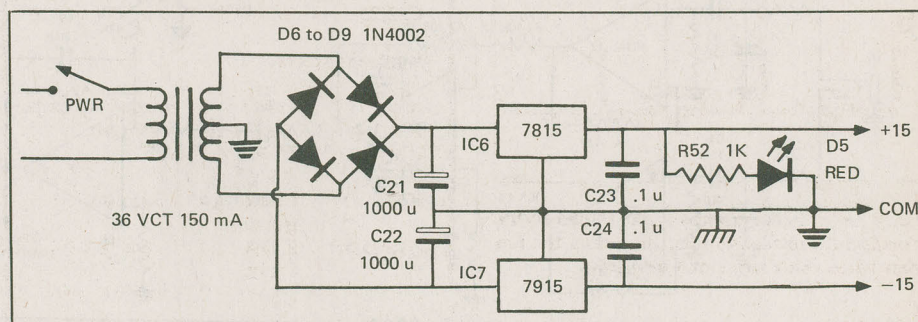 D6 to D9 1N4002
PWR
36 VCT 150 mA
C21
1000 u
C22
1000 u
IC6
7815
IC7
7915
C23 .1 u
C24 .1 u
R52 1K
D5
RED
+15
COM
−15